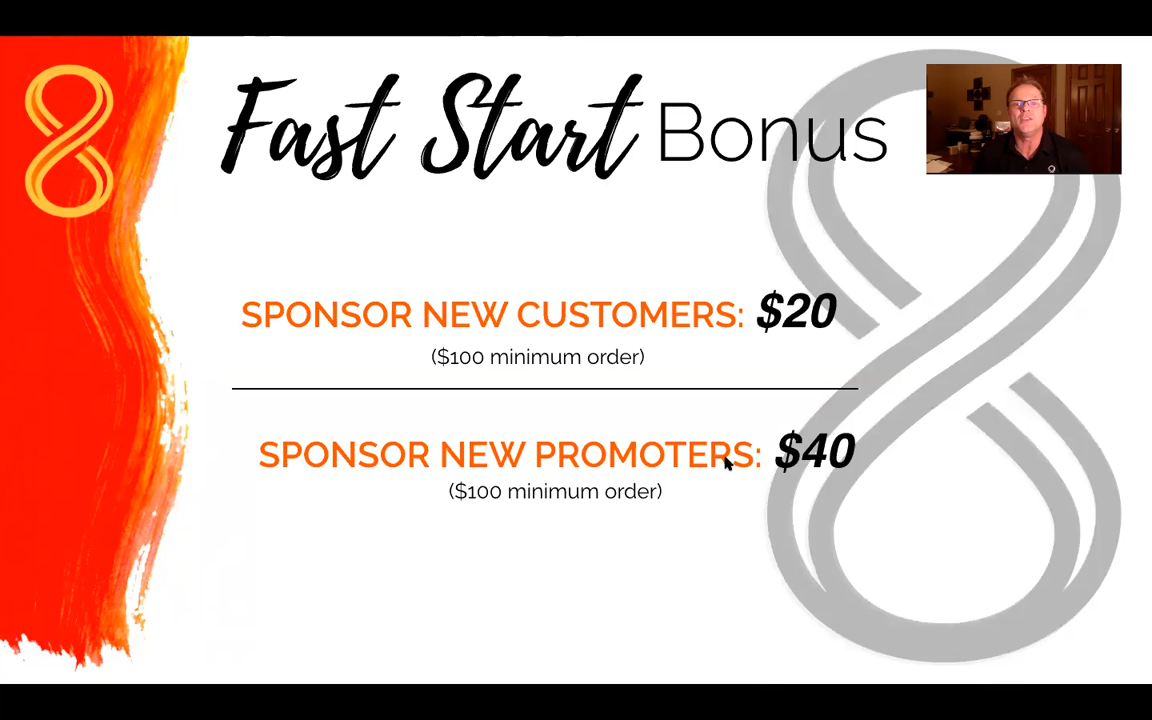 Fast Start Bonus
SPONSOR NEW CUSTOMERS: $20
($100 minimum order)
SPONSOR NEW PROMOTERS: $40
($100 minimum order)